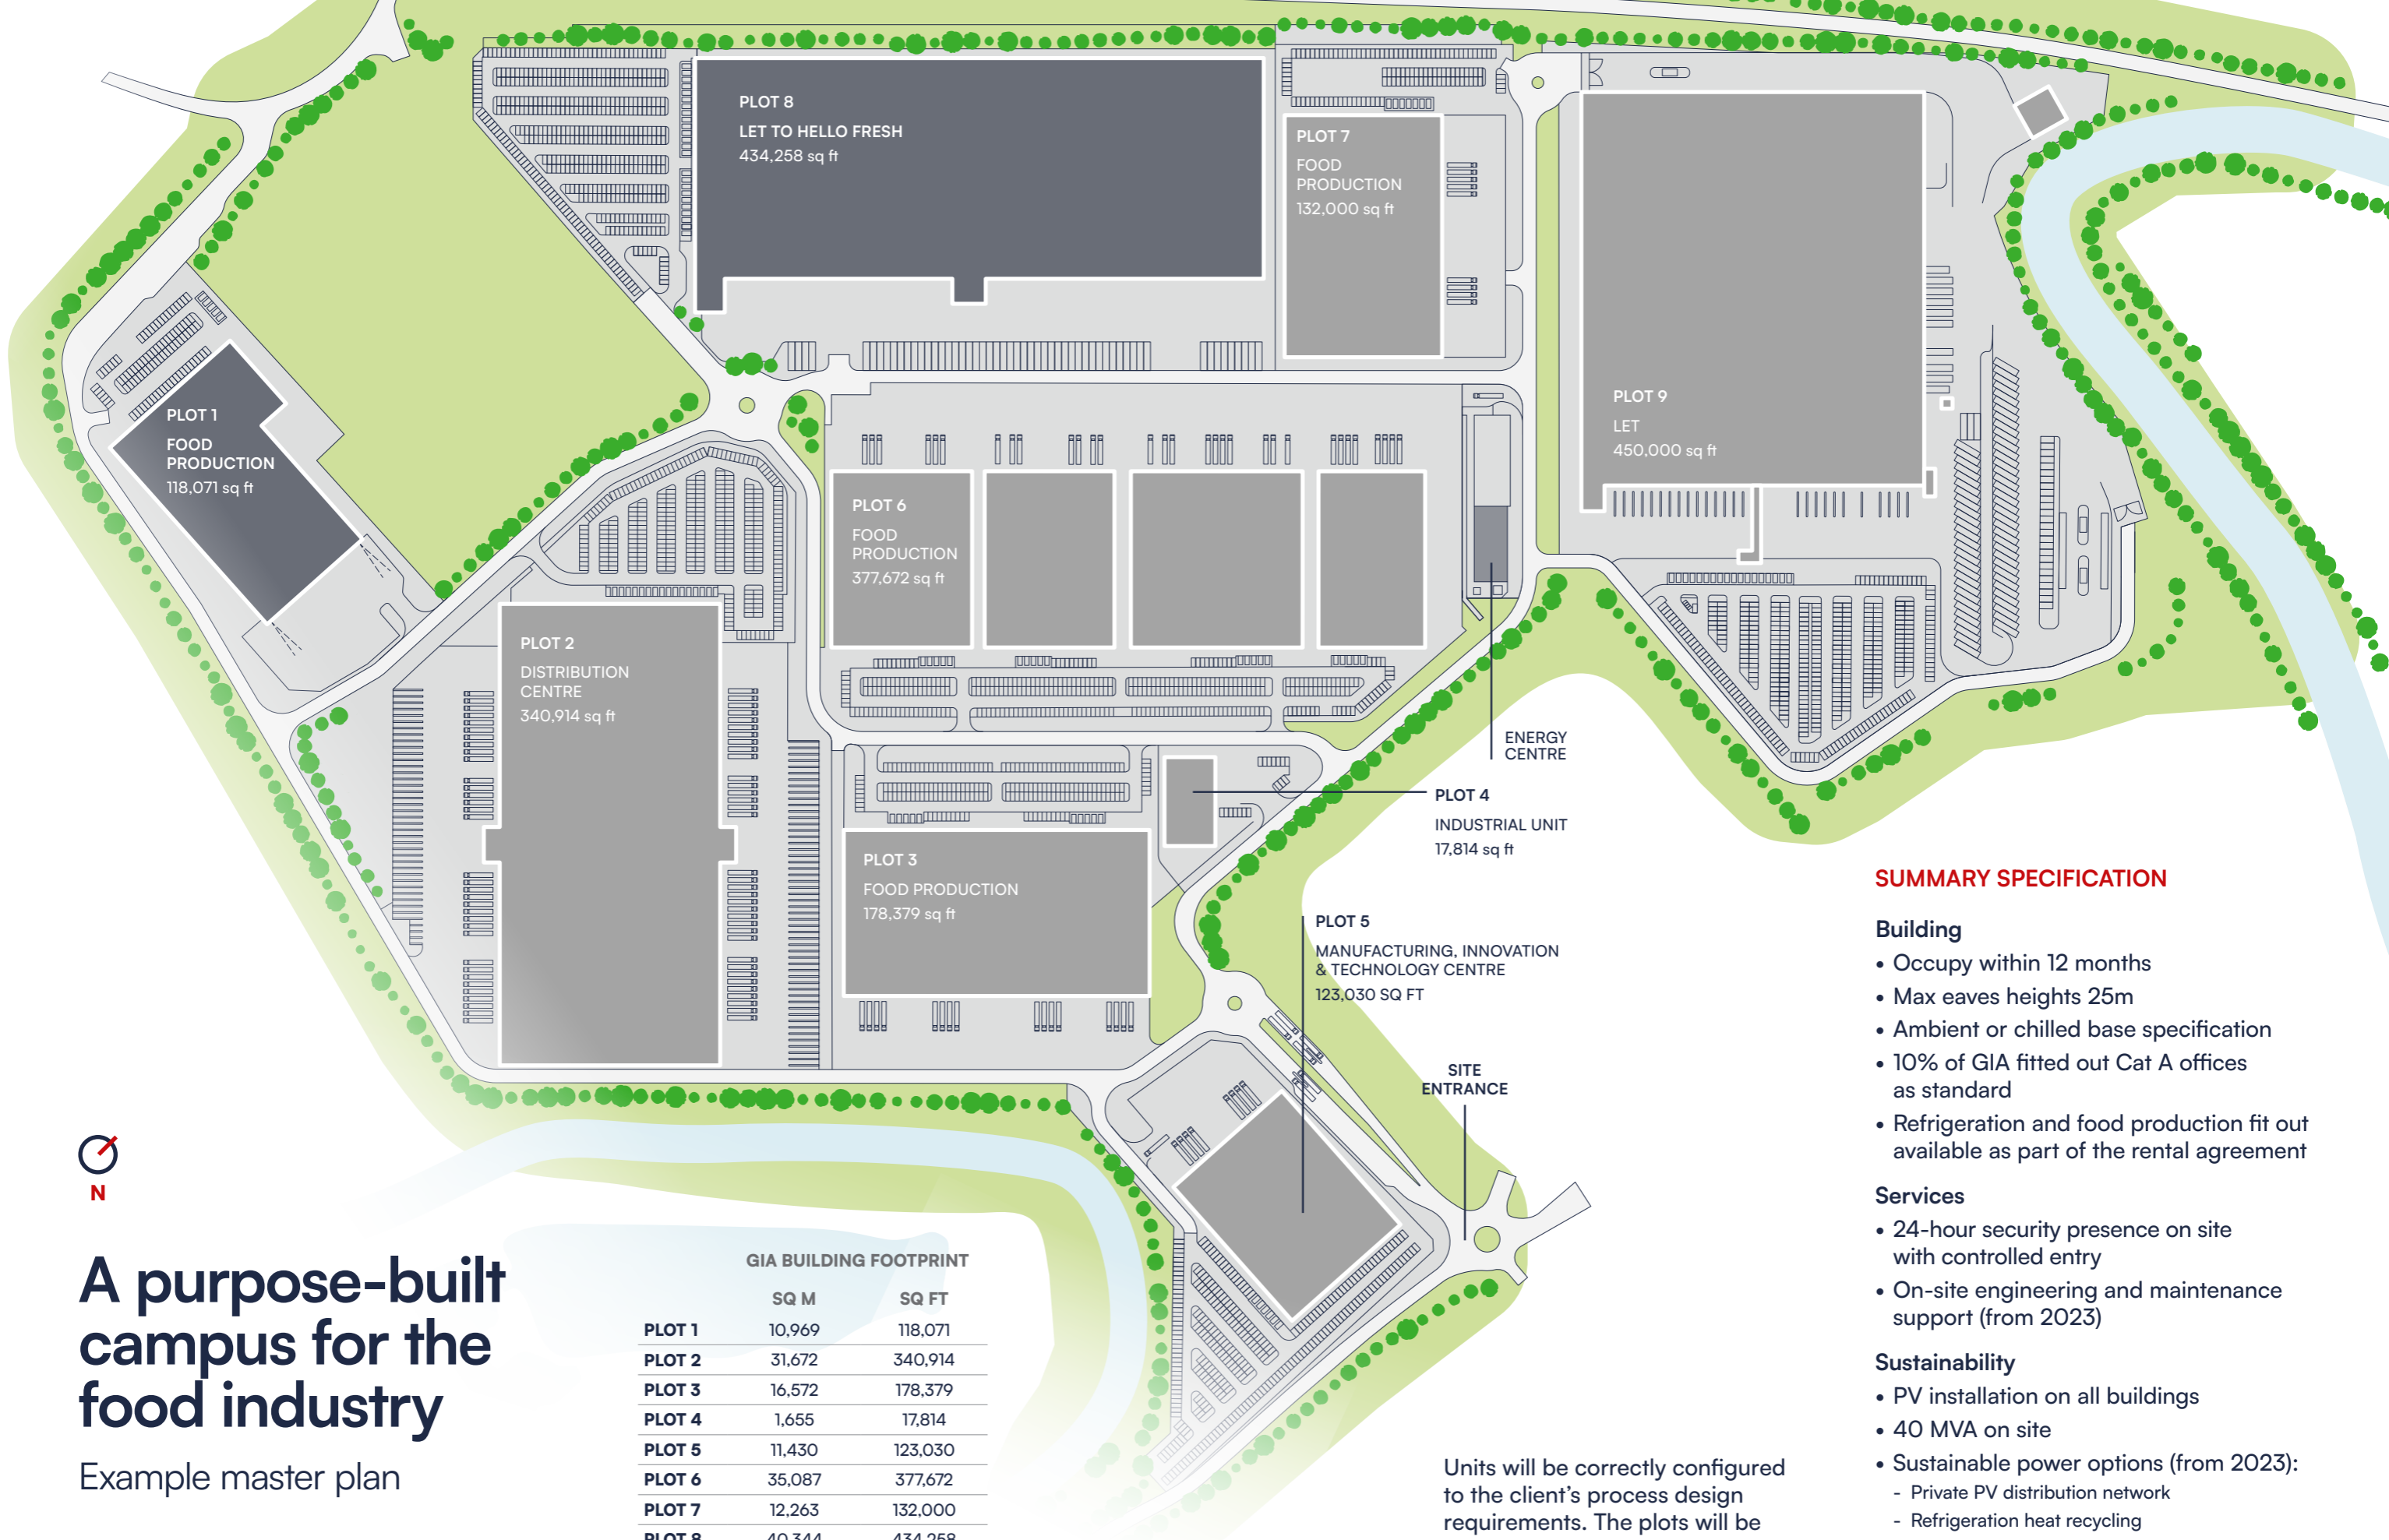 PLOT 8
LET TO HELLO FRESH
434,258 sq ft
PLOT 7
FOOD
PRODUCTION
132,000 sq ft
PLOT 9
LET
450,000 sq ft
PLOT 1
FOOD
PRODUCTION
118,071 sq ft
PLOT 6
FOOD
PRODUCTION
377,672 sq ft
PLOT 2
DISTRIBUTION
CENTRE
340,914 sq ft
ENERGY
CENTRE
PLOT 4
INDUSTRIAL UNIT
17,814 sq ft
PLOT 3
FOOD PRODUCTION
178,379 sq ft
PLOT 5
MANUFACTURING, INNOVATION
& TECHNOLOGY CENTRE
123,030 SQ FT
SITE
ENTRANCE
N
A purpose-built
campus for the
food industry
Example master plan
GIA BUILDING FOOTPRINT
SQ M SQ FT
PLOT 1 10,969 118,071
PLOT 2 31,672 340,914
PLOT 3 16,572 178,379
PLOT 4 1,655 17,814
PLOT 5 11,430 123,030
PLOT 6 35,087 377,672
PLOT 7 12,263 132,000
PLOT 8 40,344 434,258
Units will be correctly configured
to the client's process design
requirements. The plots will be
SUMMARY SPECIFICATION
Building
• Occupy within 12 months
• Max eaves heights 25m
• Ambient or chilled base specification
• 10% of GIA fitted out Cat A offices
as standard
• Refrigeration and food production fit out
available as part of the rental agreement
Services
• 24-hour security presence on site
with controlled entry
• On-site engineering and maintenance
support (from 2023)
Sustainability
• PV installation on all buildings
• 40 MVA on site
• Sustainable power options (from 2023):
- Private PV distribution network
- Refrigeration heat recycling